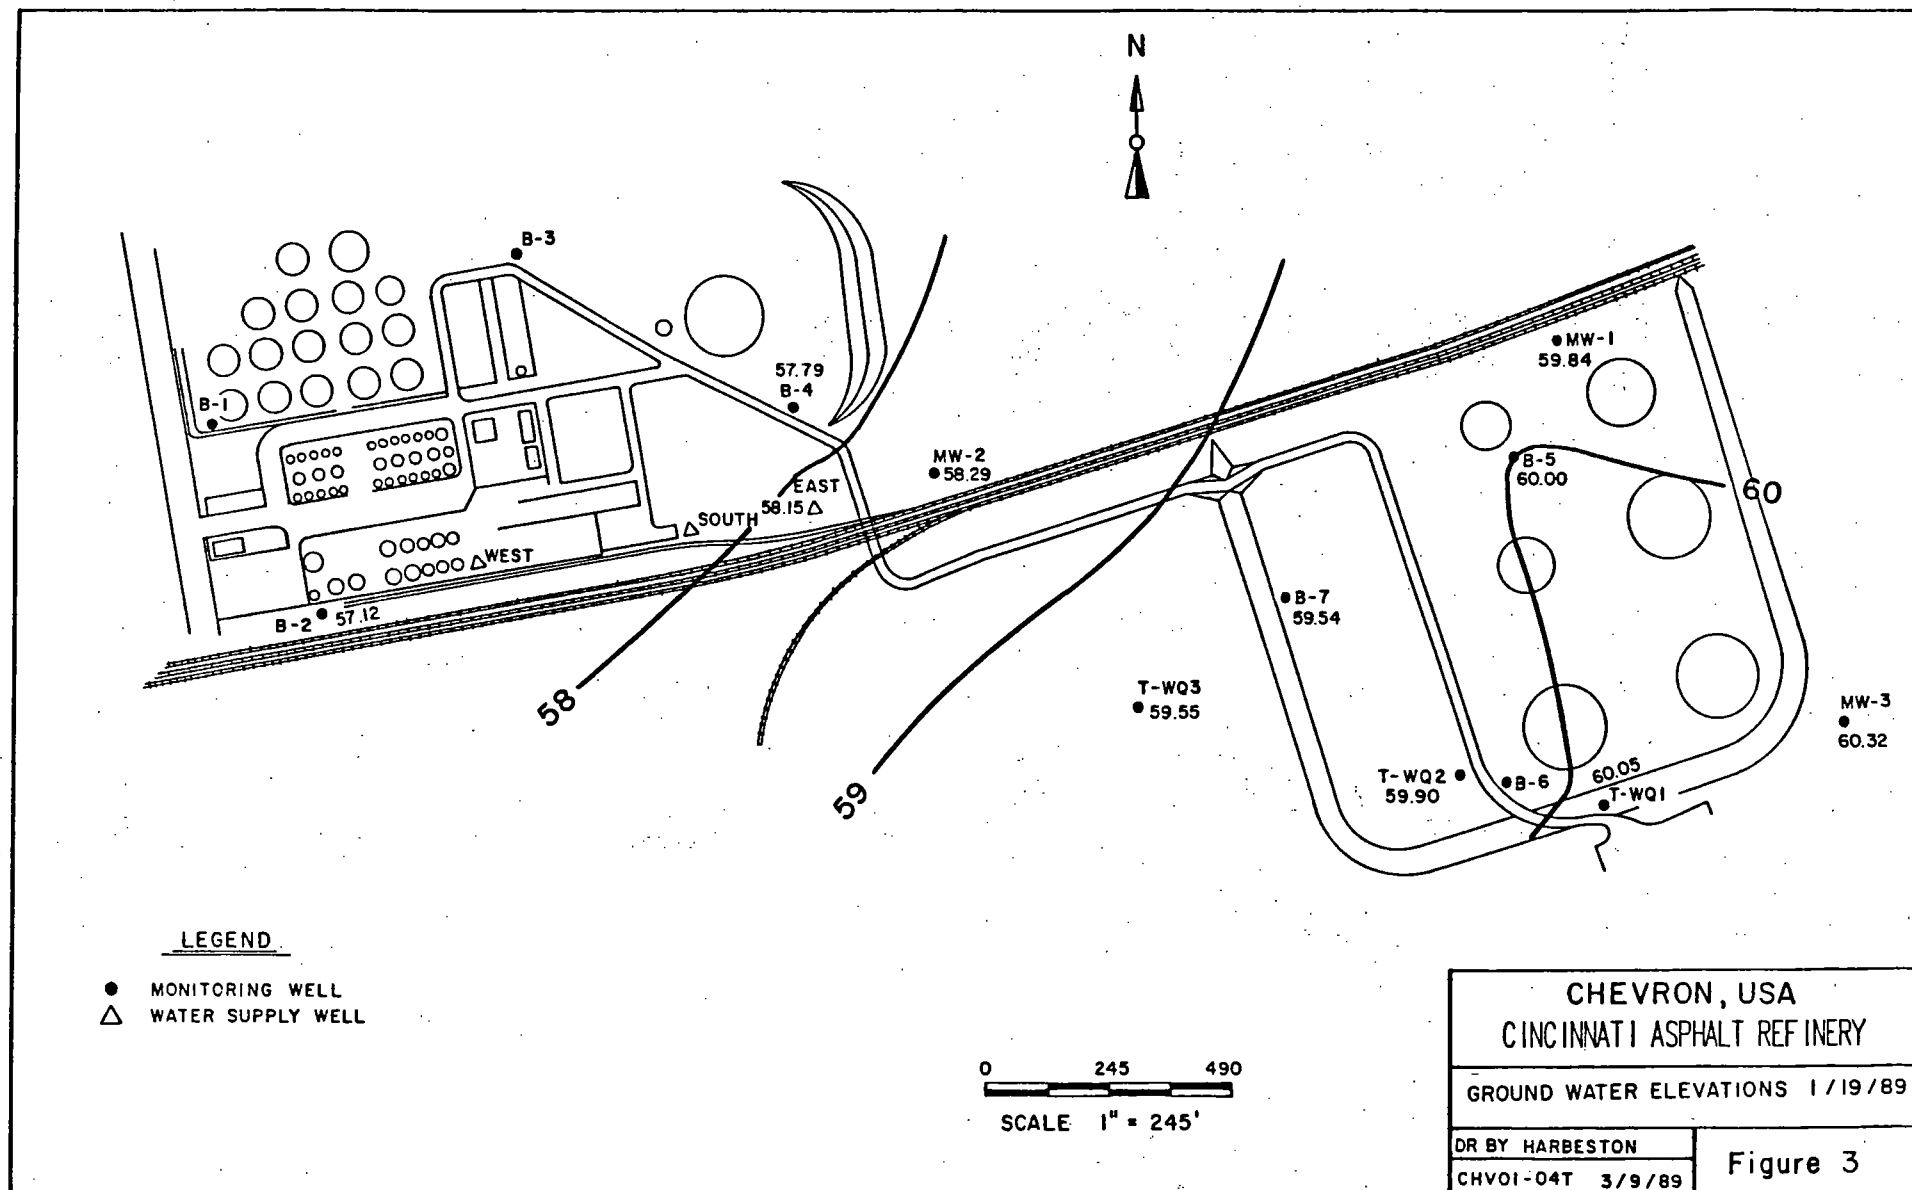 N
B-3
57.79
B-4
B-1
MW-1
59.84
MW-2
58.29
B-5
60.00
60
EAST
58.15
SOUTH
WEST
B-2 57.12
B-7
59.54
58
T-WQ3
59.55
MW-3
60.32
59
T-WQ2
59.90
B-6
60.05
T-WQ1
LEGEND
MONITORING WELL
WATER SUPPLY WELL
0 245 490
SCALE 1" = 245'
CHEVRON, USA
CINCINNATI ASPHALT REFINERY
GROUND WATER ELEVATIONS 1/19/89
DR BY HARBESTON
CHV01-04T 3/9/89
Figure 3